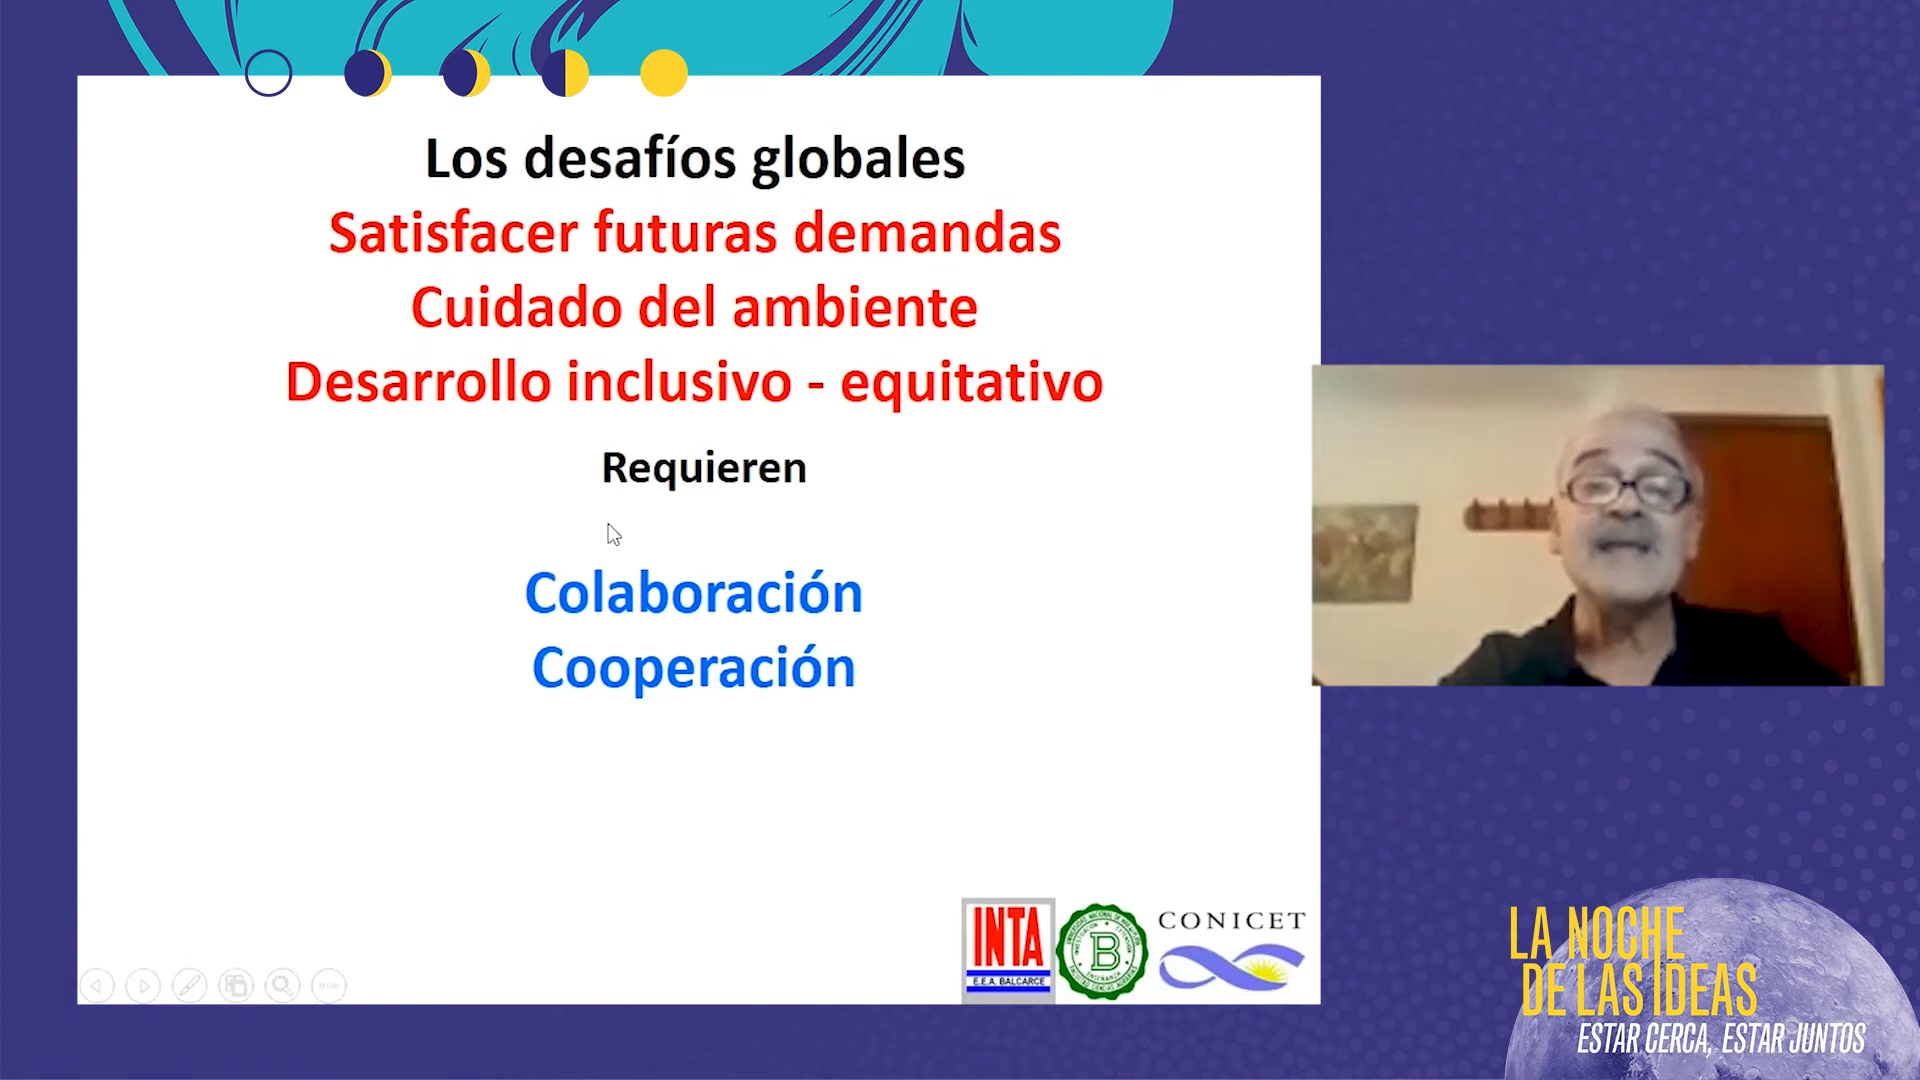 Los desafíos globales
Satisfacer futuras demandas
Cuidado del ambiente
Desarrollo inclusivo - equitativo
Requieren
Colaboración
Cooperación
INTA
E.E.A. BALCARCE
B
CONICET
LA NOCHE
DE LAS IDEAS
ESTAR CERCA, ESTAR JUNTOS